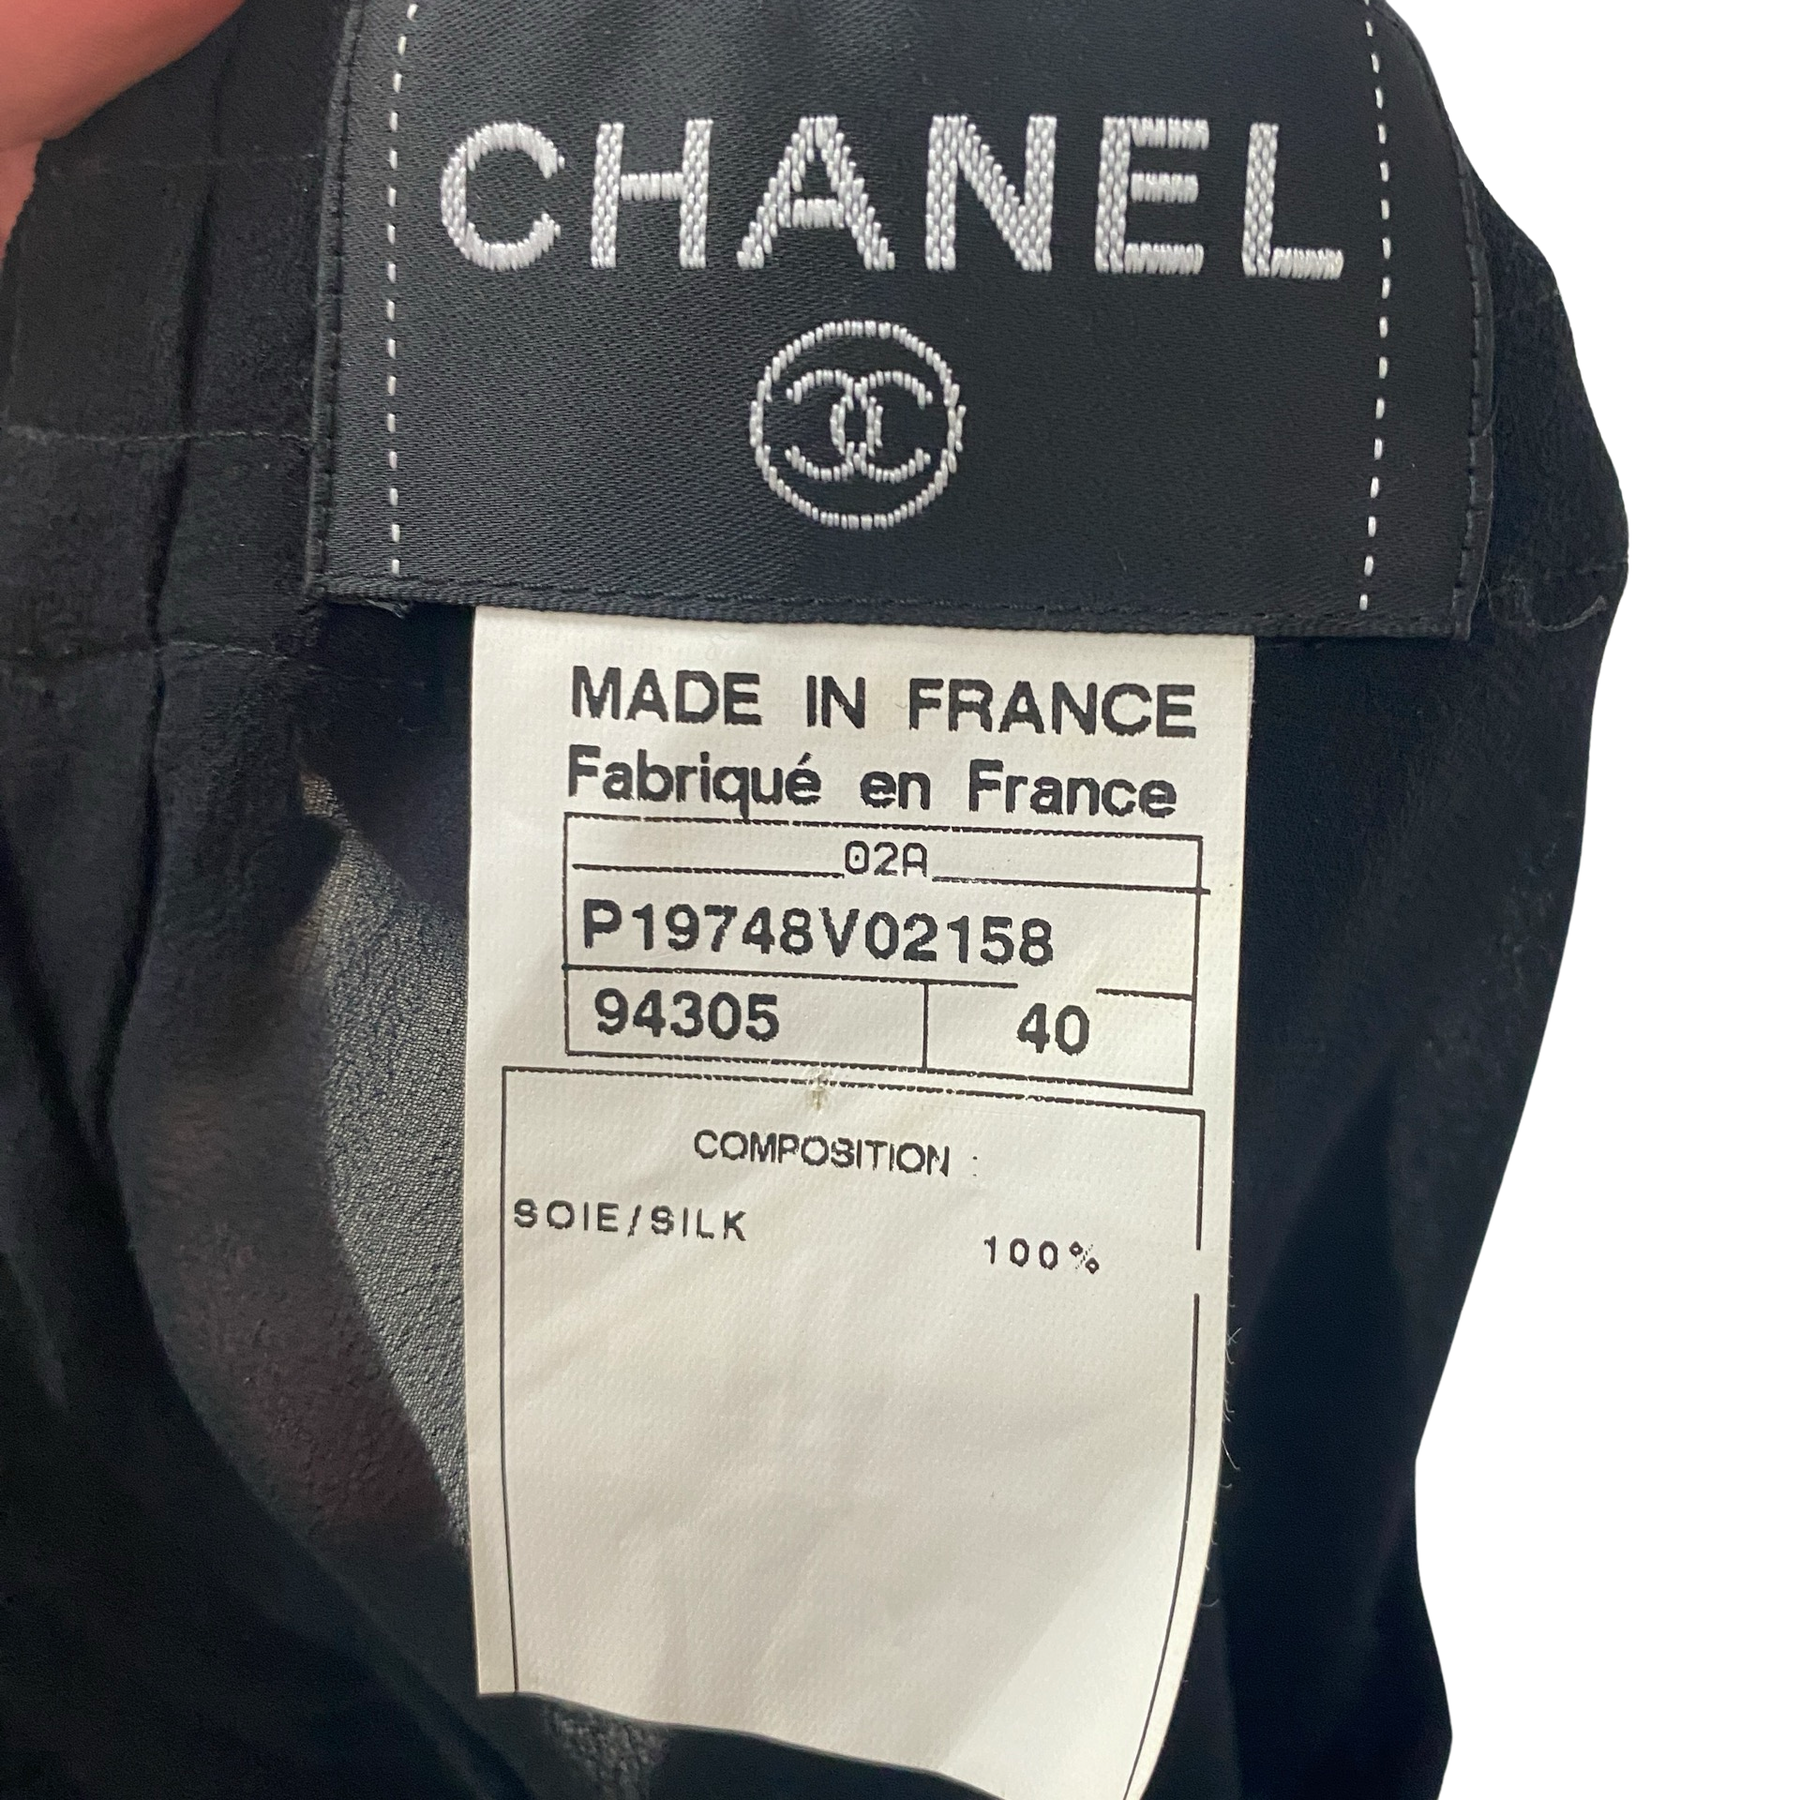 CHANEL
MADE IN FRANCE
Fabriqué en France
02A
P19748V02158
94305 40
COMPOSITION :
SOIE/SILK 100%